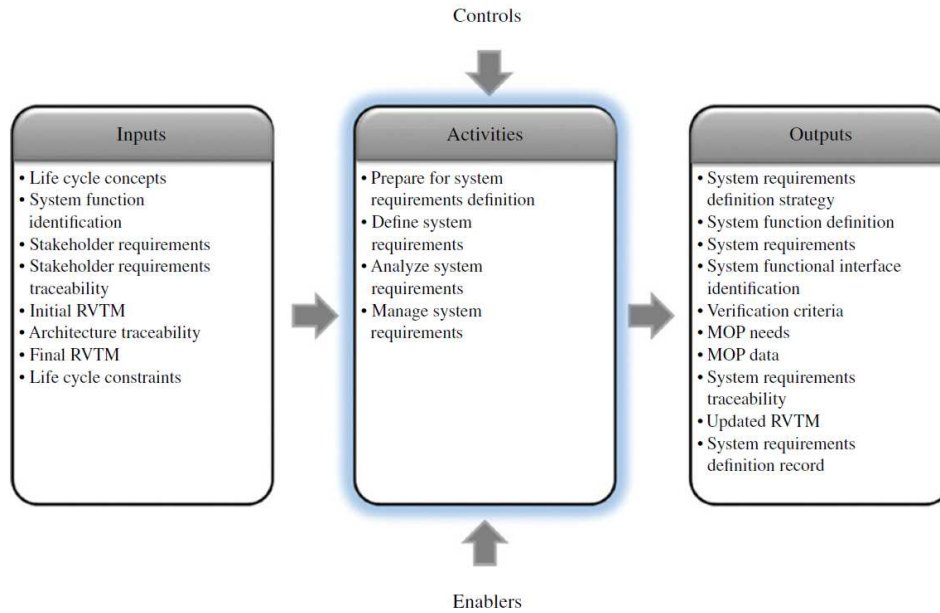 Controls
Inputs
• Life cycle concepts
• System function
identification
• Stakeholder requirements
• Stakeholder requirements
traceability
• Initial RVTM
• Architecture traceability
• Final RVTM
• Life cycle constraints
Activities
• Prepare for system
requirements definition
• Define system
requirements
• Analyze system
requirements
• Manage system
requirements
Outputs
• System requirements
definition strategy
• System function definition
• System requirements
• System functional interface
identification
• Verification criteria
• MOP needs
• MOP data
• System requirements
traceability
• Updated RVTM
• System requirements
definition record
Enablers